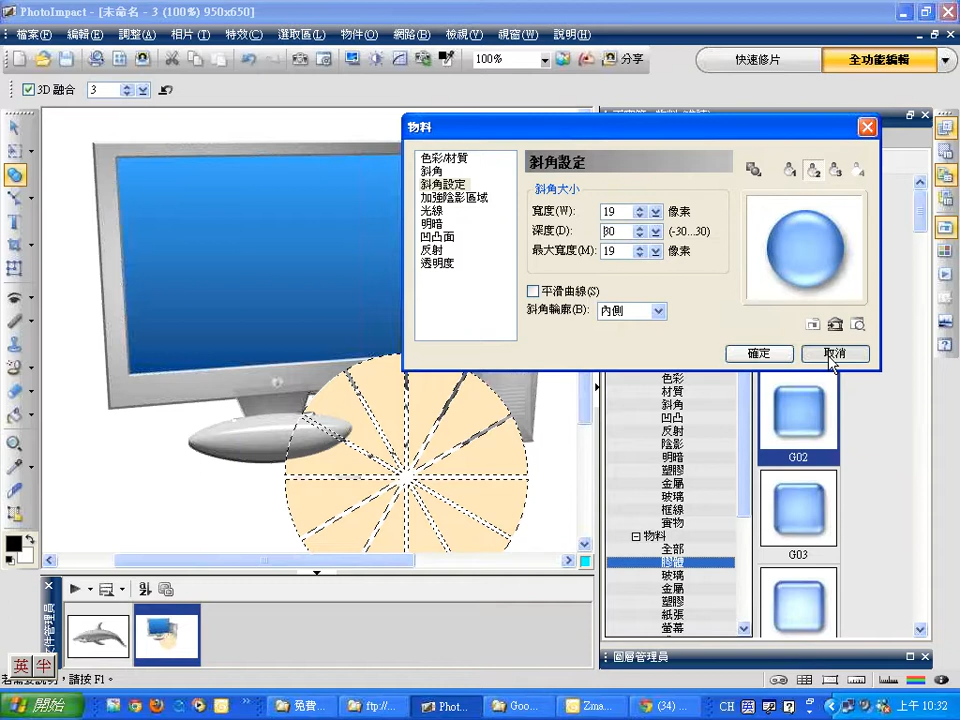 PhotoImpact - [未命名 - 3 (100%) 950x650]
檔案(F) 編輯(E) 調整(A) 相片(I) 特效(C) 選取區(L) 物件(O) 網路(B) 檢視(V) 視窗(W) 說明(H)
100% 分享 快速修片 全功能編輯
3D 融合 3
物料
色彩/材質
斜角
斜角設定
加強陰影區域
光線
明暗
凹凸面
反射
透明度
斜角設定
斜角大小
寬度(W): 19 像素
深度(D): 30 (-30...30)
最大寬度(M): 19 像素
平滑曲線(S)
斜角輪廓(B): 內側
確定 取消
色彩
材質
斜角
凹凸
反射
陰影
明暗
塑膠
金屬
玻璃
框線
實物
物料
全部
膠體
玻璃
金屬
塑膠
紙張
螢幕
G02
G03
圖層管理員
英 半
請按 F1。
開始 免費... ftp://... Phot... Goo... Zma... (34) ... CH 上午 10:32